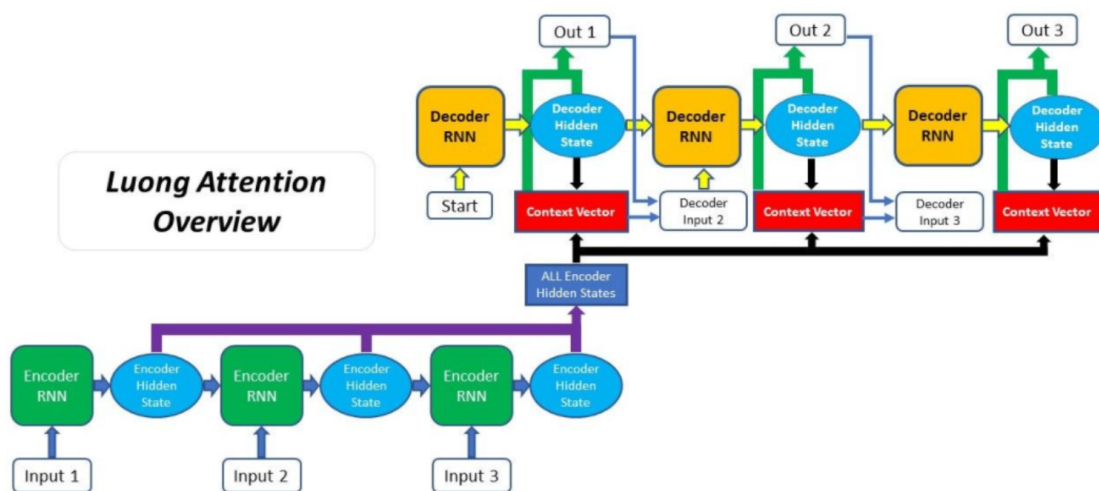 Out 1
Out 2
Out 3
Decoder
RNN
Decoder
Hidden
State
Decoder
RNN
Decoder
Hidden
State
Decoder
RNN
Decoder
Hidden
State
Luong Attention
Overview
Start
Context Vector
Decoder
Input 2
Context Vector
Decoder
Input 3
Context Vector
ALL Encoder
Hidden States
Encoder
RNN
Encoder
Hidden
State
Encoder
RNN
Encoder
Hidden
State
Encoder
RNN
Encoder
Hidden
State
Input 1
Input 2
Input 3